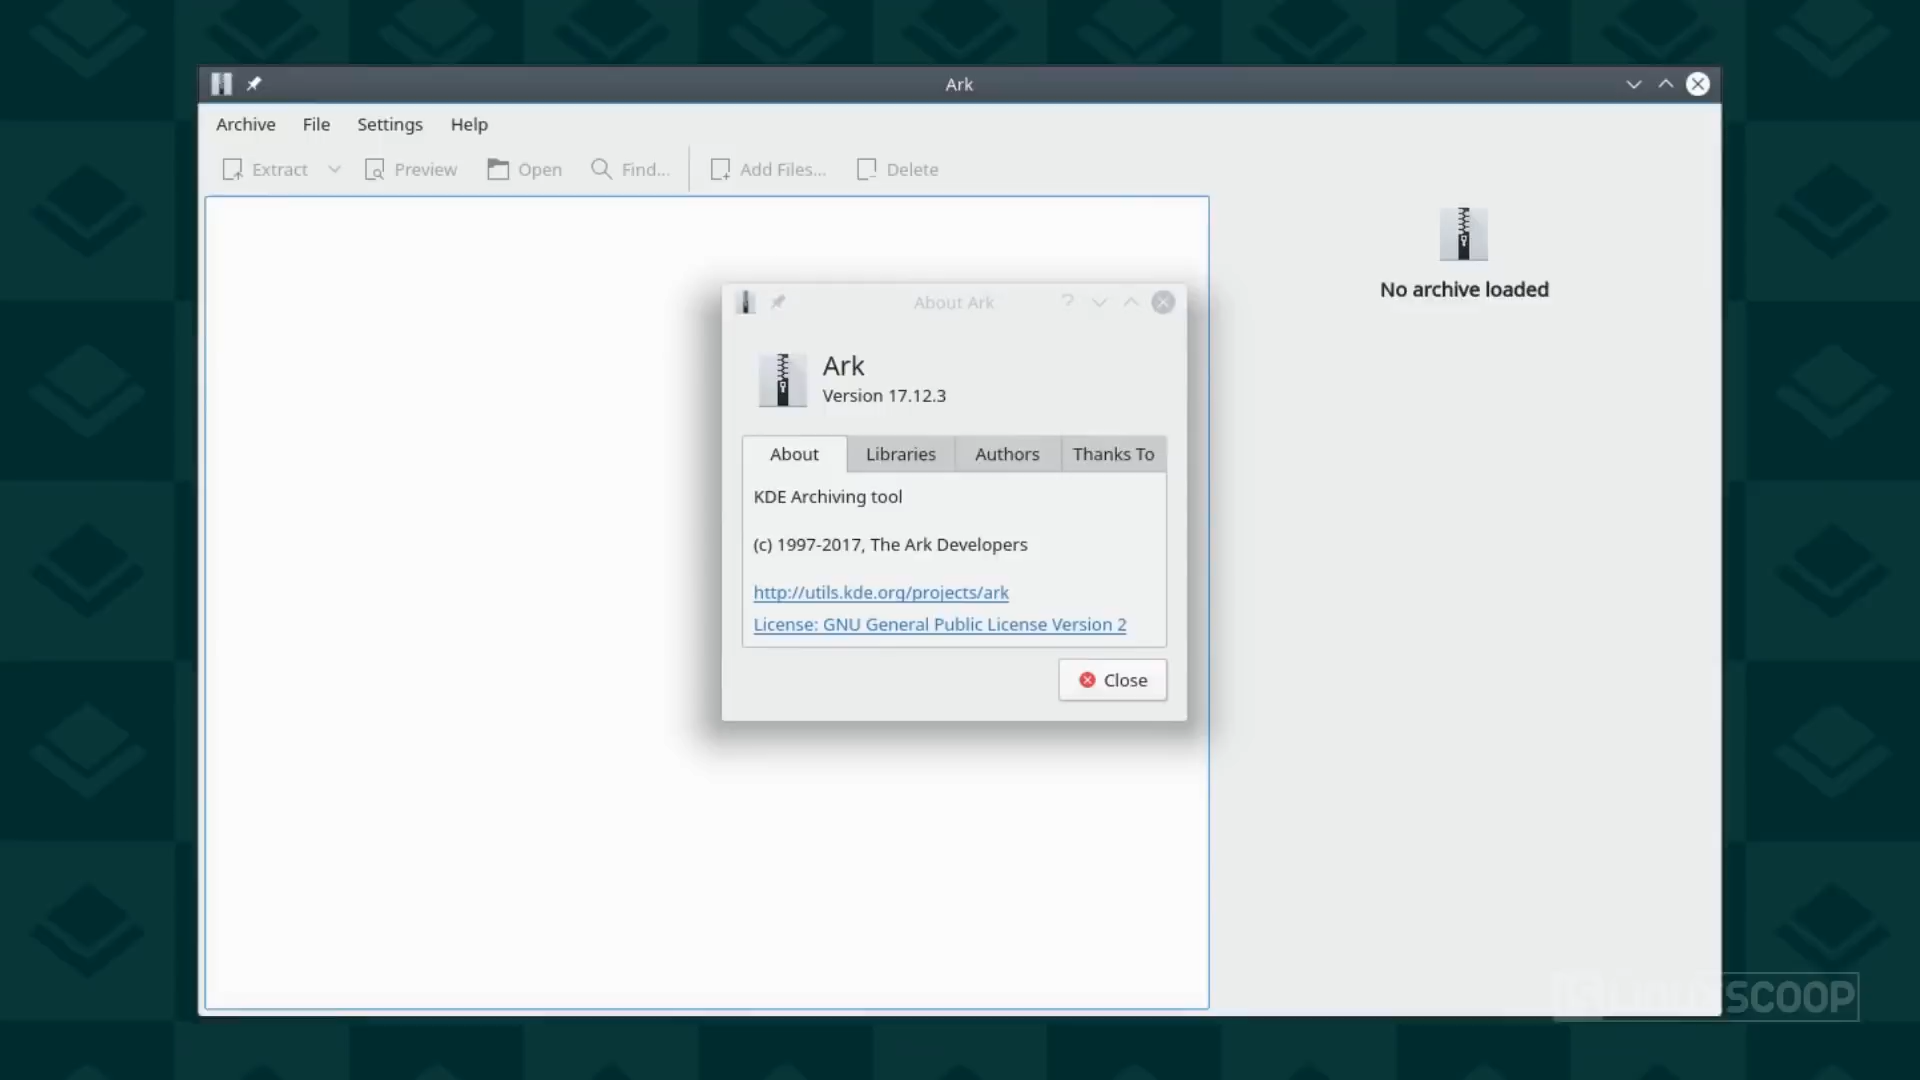 Ark
Archive File Settings Help
Extract Preview Open Find... Add Files... Delete
No archive loaded
About Ark ?
Ark
Version 17.12.3
About Libraries Authors Thanks To
KDE Archiving tool
(c) 1997-2017, The Ark Developers
http://utils.kde.org/projects/ark
License: GNU General Public License Version 2
Close